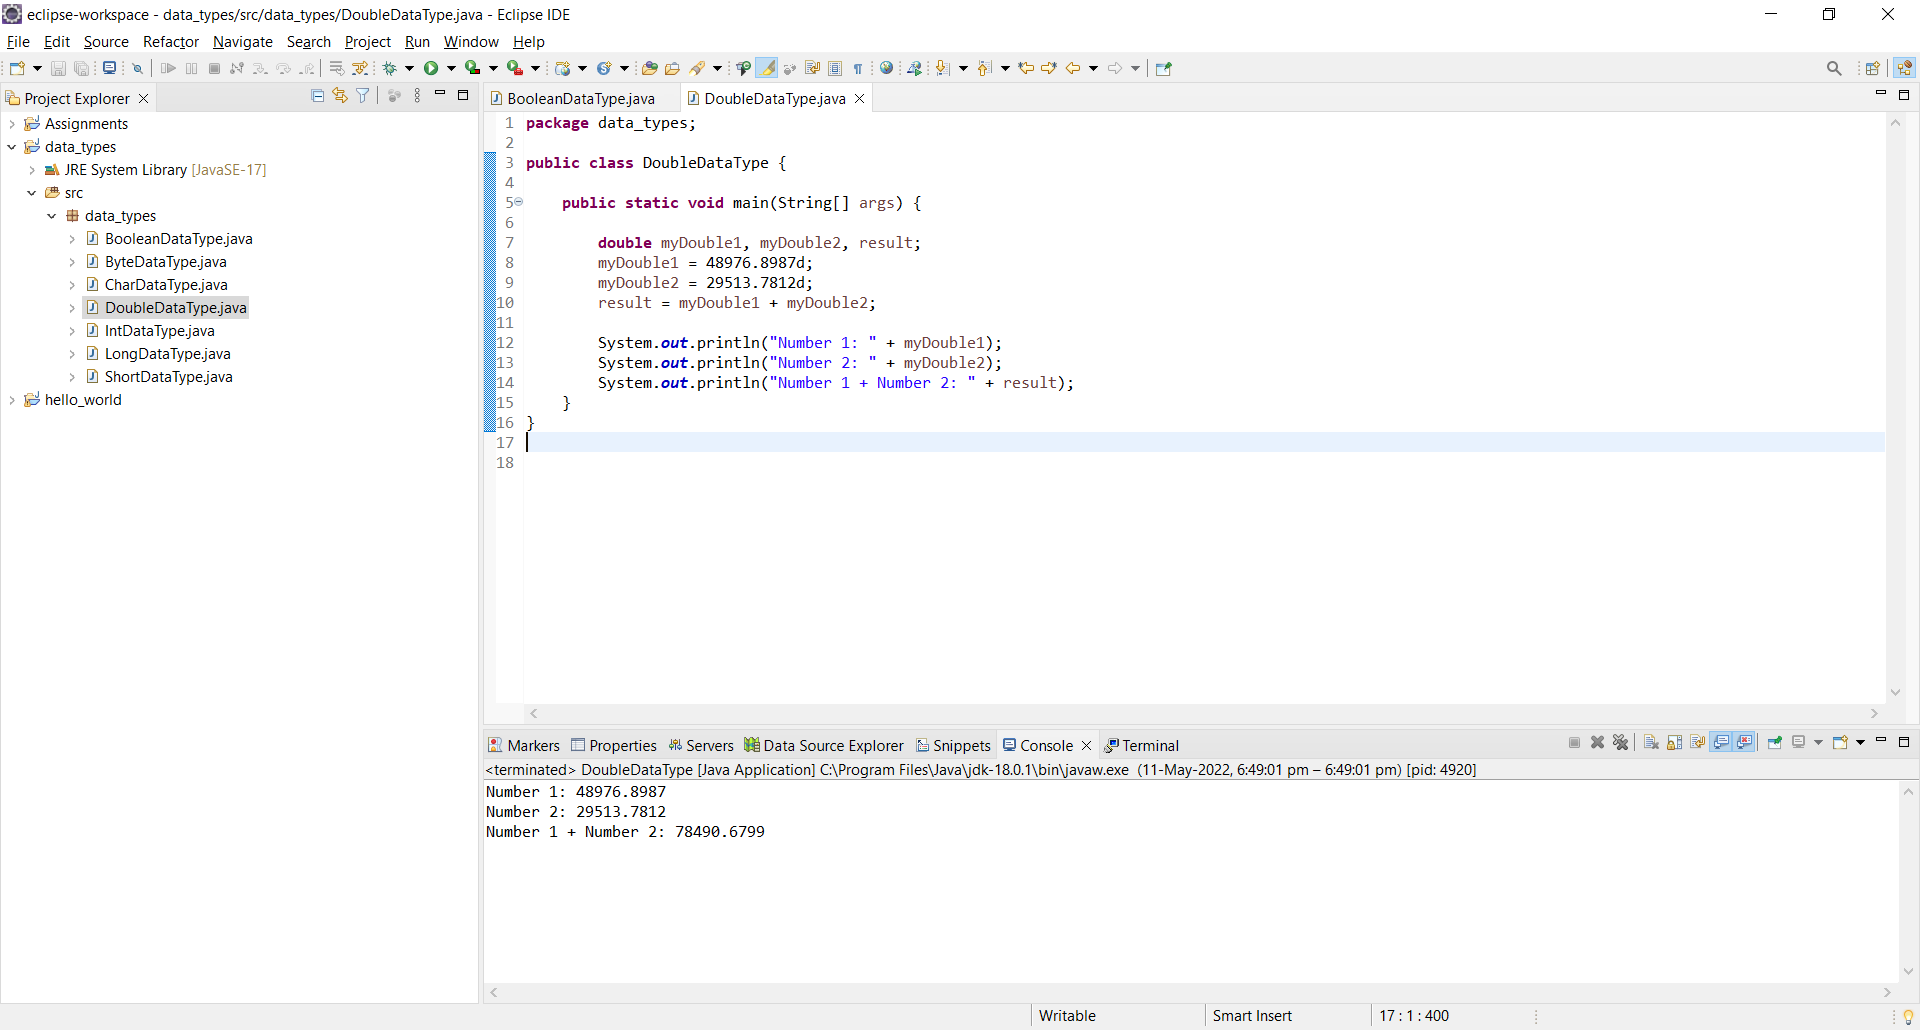 eclipse-workspace - data_types/src/data_types/DoubleDataType.java - Eclipse IDE
File Edit Source Refactor Navigate Search Project Run Window Help
Project Explorer
Assignments
data_types
JRE System Library [JavaSE-17]
src
data_types
BooleanDataType.java
ByteDataType.java
CharDataType.java
DoubleDataType.java
IntDataType.java
LongDataType.java
ShortDataType.java
hello_world
BooleanDataType.java DoubleDataType.java
1 package data_types;
2
3 public class DoubleDataType {
4
5 public static void main(String[] args) {
6
7 double myDouble1, myDouble2, result;
8 myDouble1 = 48976.8987d;
9 myDouble2 = 29513.7812d;
10 result = myDouble1 + myDouble2;
11
12 System.out.println("Number 1: " + myDouble1);
13 System.out.println("Number 2: " + myDouble2);
14 System.out.println("Number 1 + Number 2: " + result);
15 }
16 }
17
18
Markers Properties Servers Data Source Explorer Snippets Console Terminal
<terminated> DoubleDataType [Java Application] C:\Program Files\Java\jdk-18.0.1\bin\javaw.exe (11-May-2022, 6:49:01 pm – 6:49:01 pm) [pid: 4920]
Number 1: 48976.8987
Number 2: 29513.7812
Number 1 + Number 2: 78490.6799
Writable Smart Insert 17 : 1 : 400